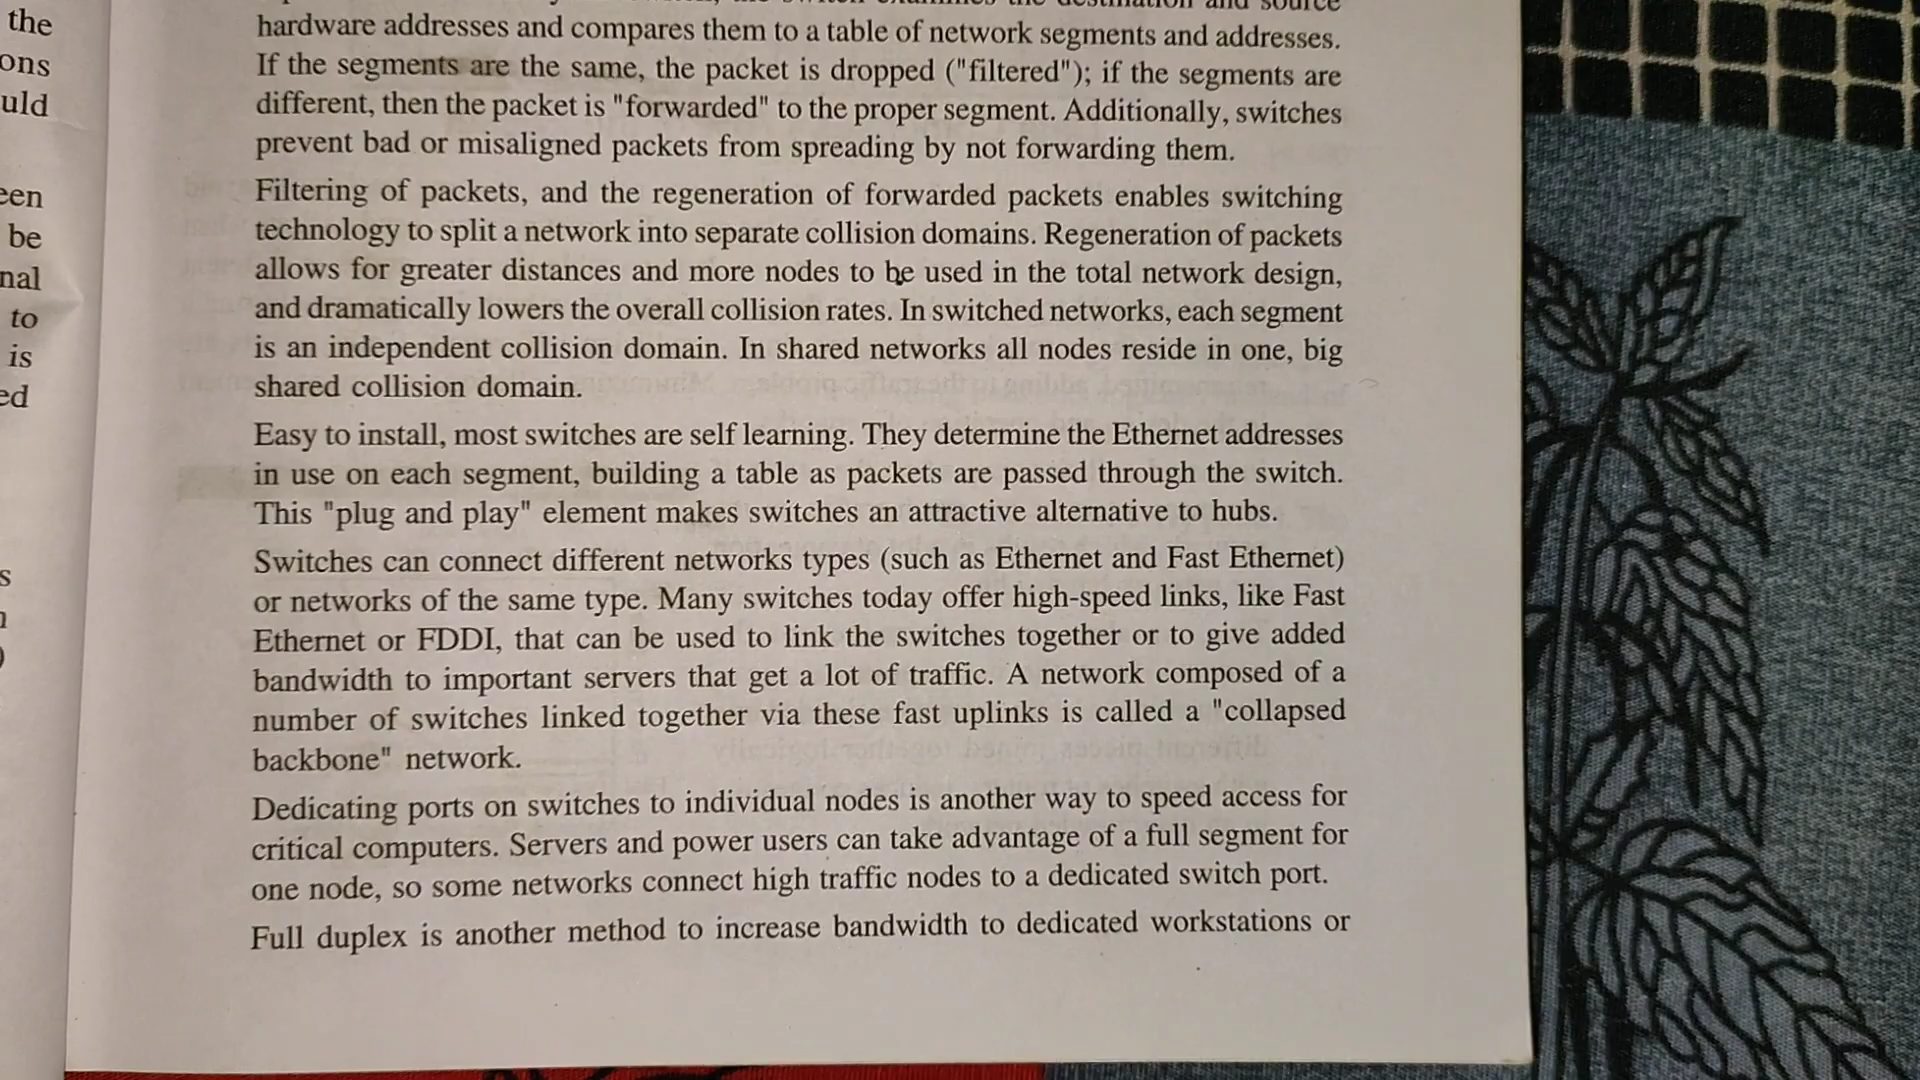 the
ons
uld
een
be
nal
to
is
ed
s
destination and source
hardware addresses and compares them to a table of network segments and addresses.
If the segments are the same, the packet is dropped ("filtered"); if the segments are
different, then the packet is "forwarded" to the proper segment. Additionally, switches
prevent bad or misaligned packets from spreading by not forwarding them.
Filtering of packets, and the regeneration of forwarded packets enables switching
technology to split a network into separate collision domains. Regeneration of packets
allows for greater distances and more nodes to be used in the total network design,
and dramatically lowers the overall collision rates. In switched networks, each segment
is an independent collision domain. In shared networks all nodes reside in one, big
shared collision domain.
Easy to install, most switches are self learning. They determine the Ethernet addresses
in use on each segment, building a table as packets are passed through the switch.
This "plug and play" element makes switches an attractive alternative to hubs.
Switches can connect different networks types (such as Ethernet and Fast Ethernet)
or networks of the same type. Many switches today offer high-speed links, like Fast
Ethernet or FDDI, that can be used to link the switches together or to give added
bandwidth to important servers that get a lot of traffic. A network composed of a
number of switches linked together via these fast uplinks is called a "collapsed
backbone" network.
Dedicating ports on switches to individual nodes is another way to speed access for
critical computers. Servers and power users can take advantage of a full segment for
one node, so some networks connect high traffic nodes to a dedicated switch port.
Full duplex is another method to increase bandwidth to dedicated workstations or